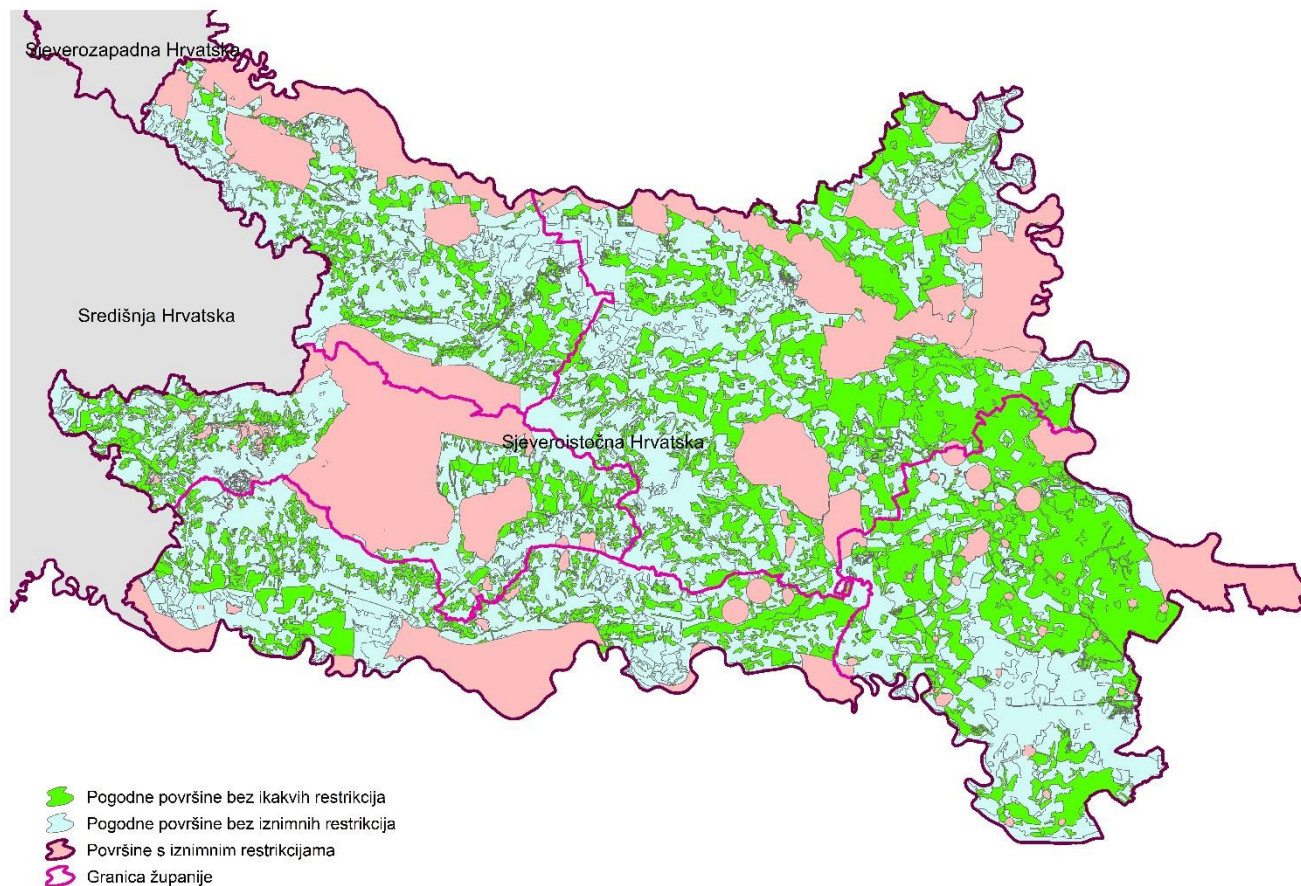 Sjeverozapadna Hrvatska
Središnja Hrvatska
Sjeveroistočna Hrvatska
Pogodne površine bez ikakvih restrikcija
Pogodne površine bez iznimnih restrikcija
Površine s iznimnim restrikcijama
Granica županije